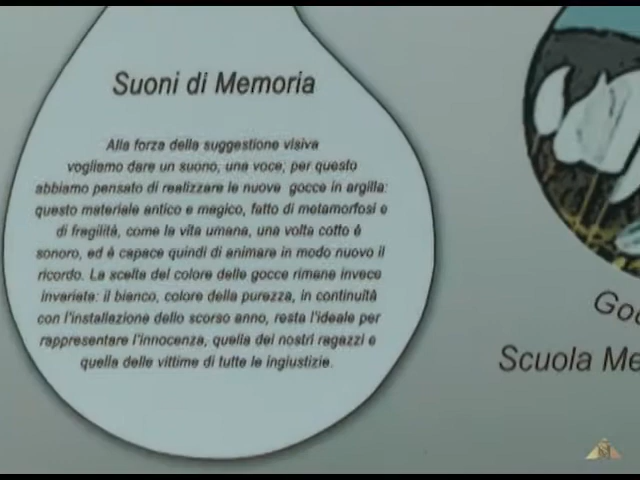 Suoni di Memoria
Alla forza della suggestione visiva
vogliamo dare un suono, una voce; per questo
abbiamo pensato di realizzare le nuove gocce in argilla:
questo materiale antico e magico, fatto di metamorfosi e
di fragilità, come la vita umana, una volta cotto è
sonoro, ed è capace quindi di animare in modo nuovo il
ricordo. La scelta del colore delle gocce rimane invece
invariata: il bianco, colore della purezza, in continuità
con l'installazione dello scorso anno, resta l'ideale per
rappresentare l'innocenza, quella dei nostri ragazzi e
quella delle vittime di tutte le ingiustizie.
Goc
Scuola Me